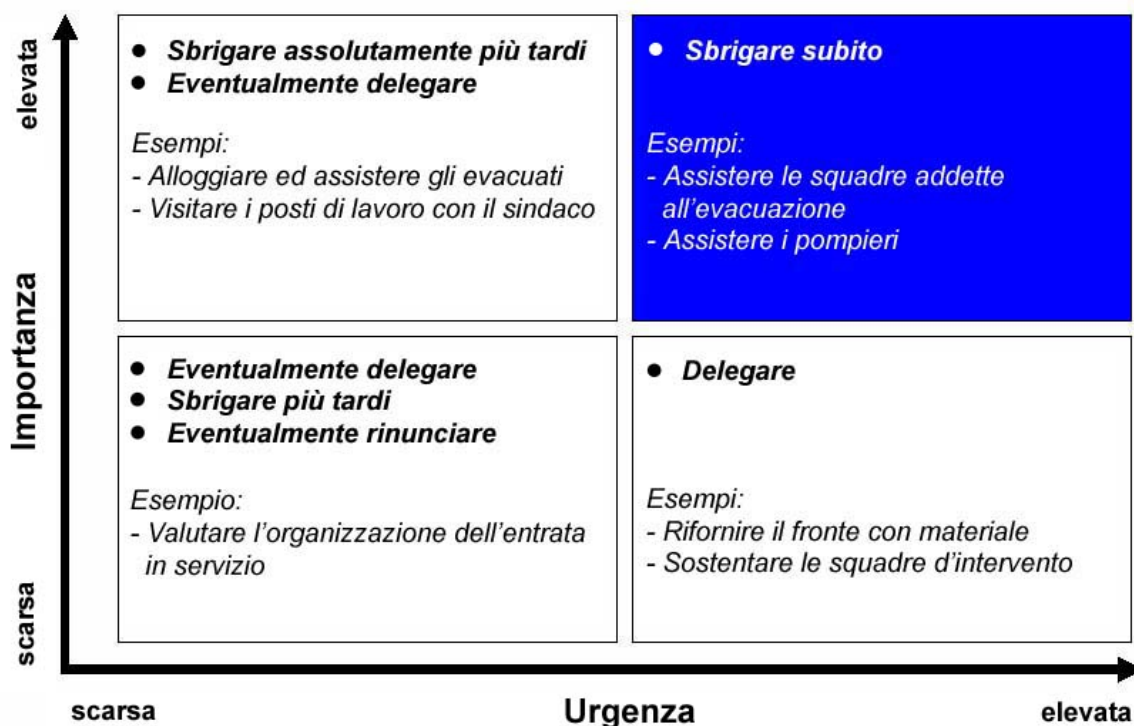 elevata
Importanza
scarsa
● Sbrigare assolutamente più tardi
● Eventualmente delegare
Esempi:
- Alloggiare ed assistere gli evacuati
- Visitare i posti di lavoro con il sindaco
● Sbrigare subito
Esempi:
- Assistere le squadre addette
all'evacuazione
- Assistere i pompieri
● Eventualmente delegare
● Sbrigare più tardi
● Eventualmente rinunciare
Esempio:
- Valutare l'organizzazione dell'entrata
in servizio
● Delegare
Esempi:
- Rifornire il fronte con materiale
- Sostentare le squadre d'intervento
scarsa
Urgenza
elevata